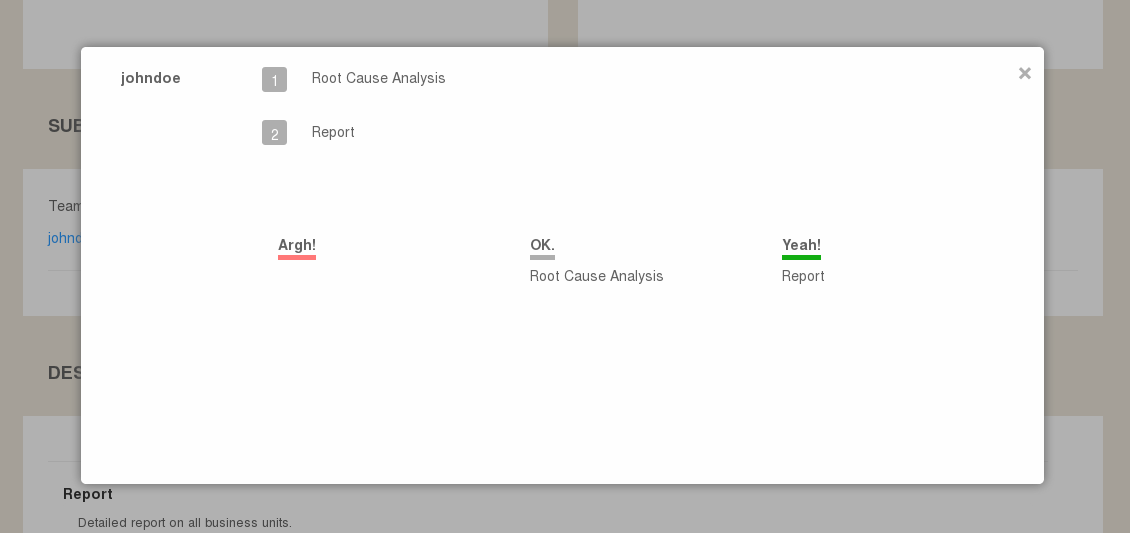 johndoe 1 Root Cause Analysis ×
2 Report
Argh! OK. Yeah!
Root Cause Analysis Report
SUB
Team
johnd
DES
Report
Detailed report on all business units.